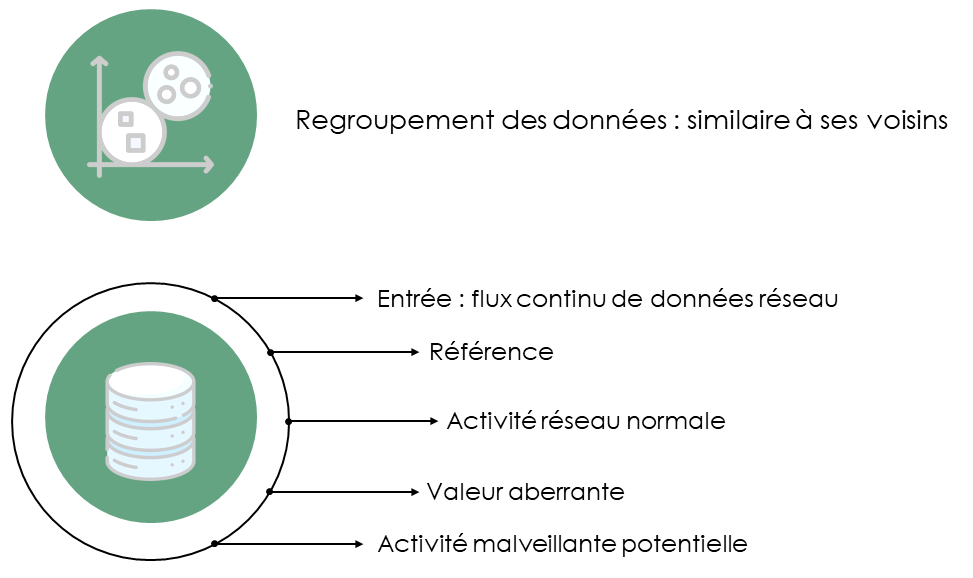 Regroupement des données : similaire à ses voisins
Entrée : flux continu de données réseau
Référence
Activité réseau normale
Valeur aberrante
Activité malveillante potentielle